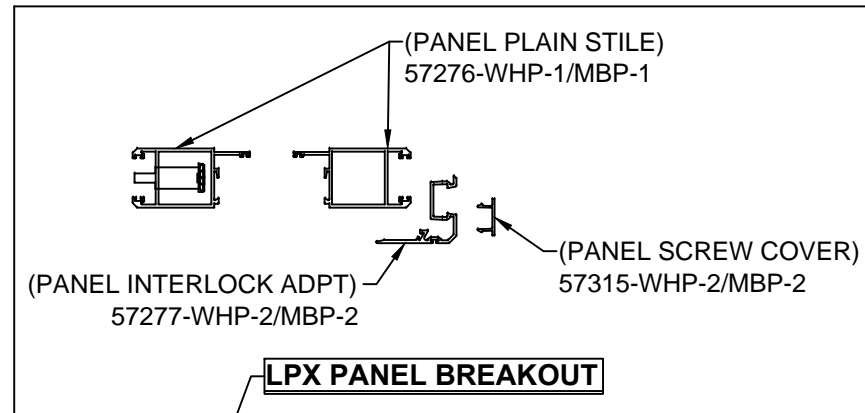 (PANEL PLAIN STILE)
57276-WHP-1/MBP-1
(PANEL SCREW COVER)
57315-WHP-2/MBP-2
(PANEL INTERLOCK ADPT)
57277-WHP-2/MBP-2
LPX PANEL BREAKOUT